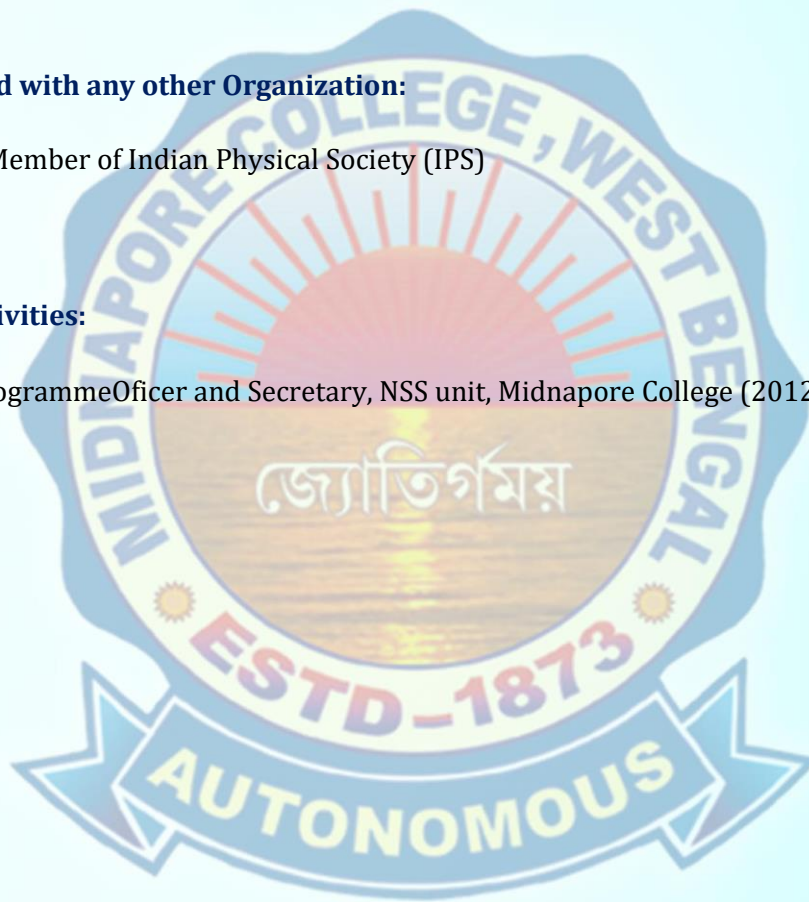 d with any other Organization:
Member of Indian Physical Society (IPS)
ivities:
ogrammeOficer and Secretary, NSS unit, Midnapore College (2012
MIDNAPORE COLLEGE, WEST BENGAL
জ্যোতির্গময়
ESTD-1873
AUTONOMOUS